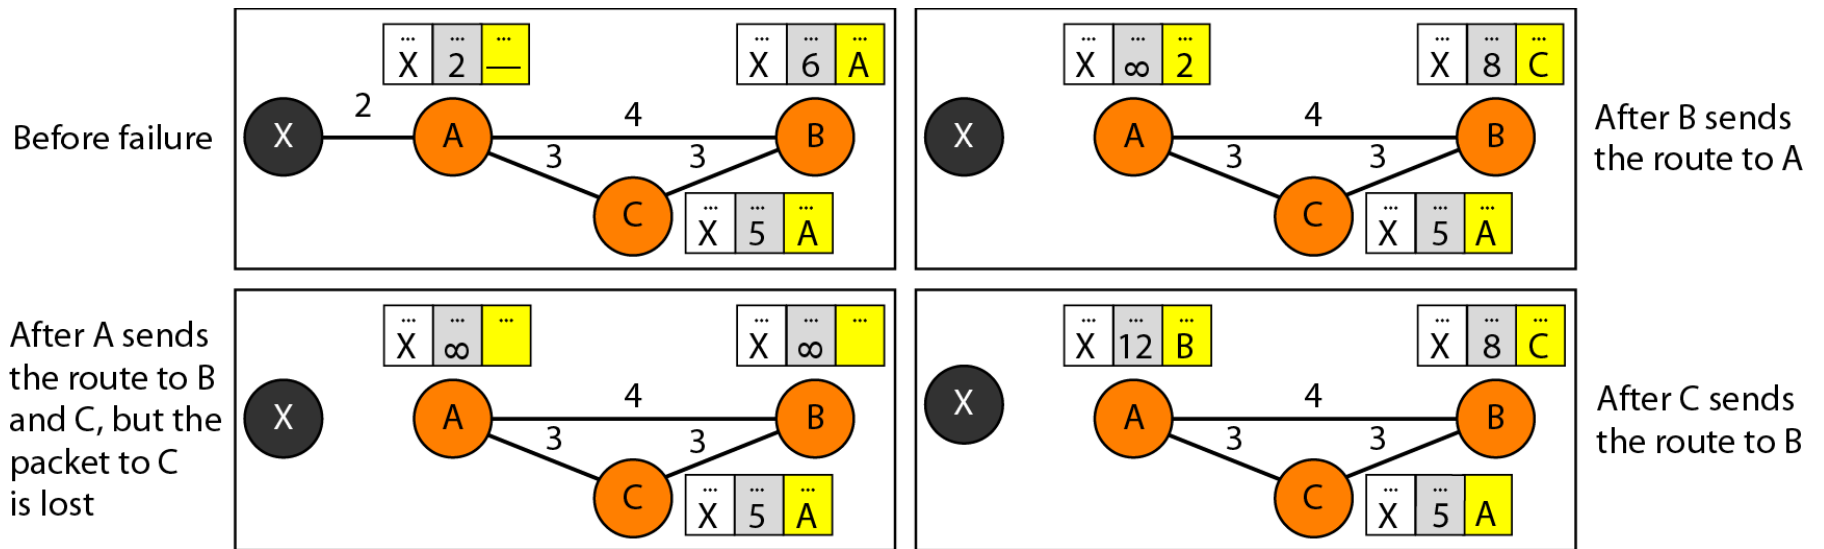 Before failure
... ... ...
X 2 —
... ... ...
X 6 A
2
X A 4 B
3 3
C
... ... ...
X 5 A
... ... ...
X ∞ 2
... ... ...
X 8 C
X A 4 B
3 3
C
... ... ...
X 5 A
After B sends
the route to A
After A sends
the route to B
and C, but the
packet to C
is lost
... ... ...
X ∞
... ... ...
X ∞
X A 4 B
3 3
C
... ... ...
X 5 A
... ... ...
X 12 B
... ... ...
X 8 C
X A 4 B
3 3
C
... ... ...
X 5 A
After C sends
the route to B